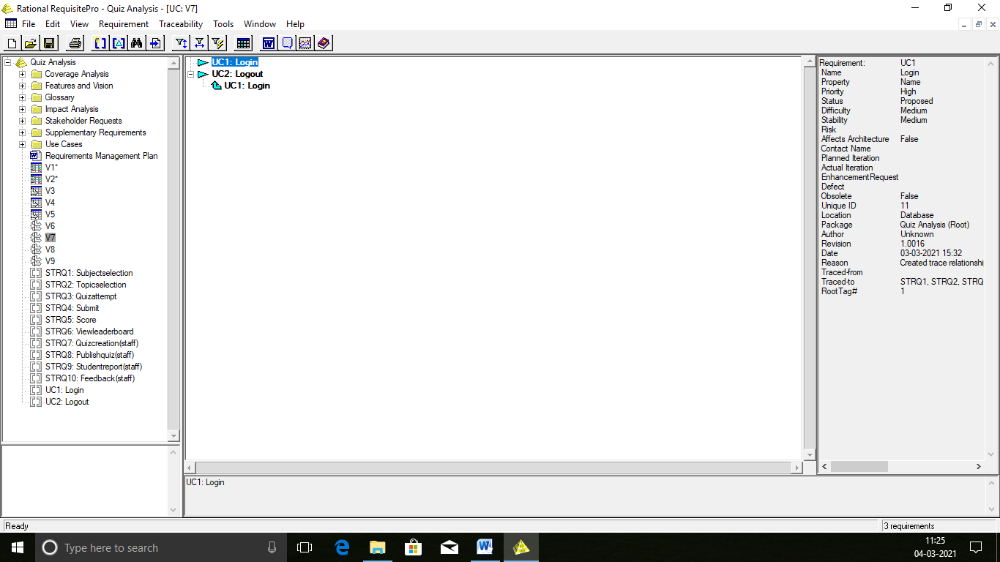 Rational RequisitePro - Quiz Analysis - [UC: V7]
File Edit View Requirement Traceability Tools Window Help
Quiz Analysis
Coverage Analysis
Features and Vision
Glossary
Impact Analysis
Stakeholder Requests
Supplementary Requirements
Use Cases
Requirements Management Plan
V1*
V2*
V3
V4
V5
V6
V7
V8
V9
STRQ1: Subjectselection
STRQ2: Topicselection
STRQ3: Quizattempt
STRQ4: Submit
STRQ5: Score
STRQ6: Viewleaderboard
STRQ7: Quizcreation(staff)
STRQ8: Publishquiz(staff)
STRQ9: Studentreport(staff)
STRQ10: Feedback(staff)
UC1: Login
UC2: Logout
UC1: Login
UC2: Logout
UC1: Login
Requirement: UC1
Name Login
Property Name
Priority High
Status Proposed
Difficulty Medium
Stability Medium
Risk
Affects Architecture False
Contact Name
Planned Iteration
Actual Iteration
EnhancementRequest
Defect
Obsolete False
Unique ID 11
Location Database
Package Quiz Analysis (Root)
Author Unknown
Revision 1.0016
Date 03-03-2021 15:32
Reason Created trace relationshi
Traced-from
Traced-to STRQ1, STRQ2, STRQ
RootTag# 1
UC1: Login
Ready 3 requirements
Type here to search
11:25
04-03-2021